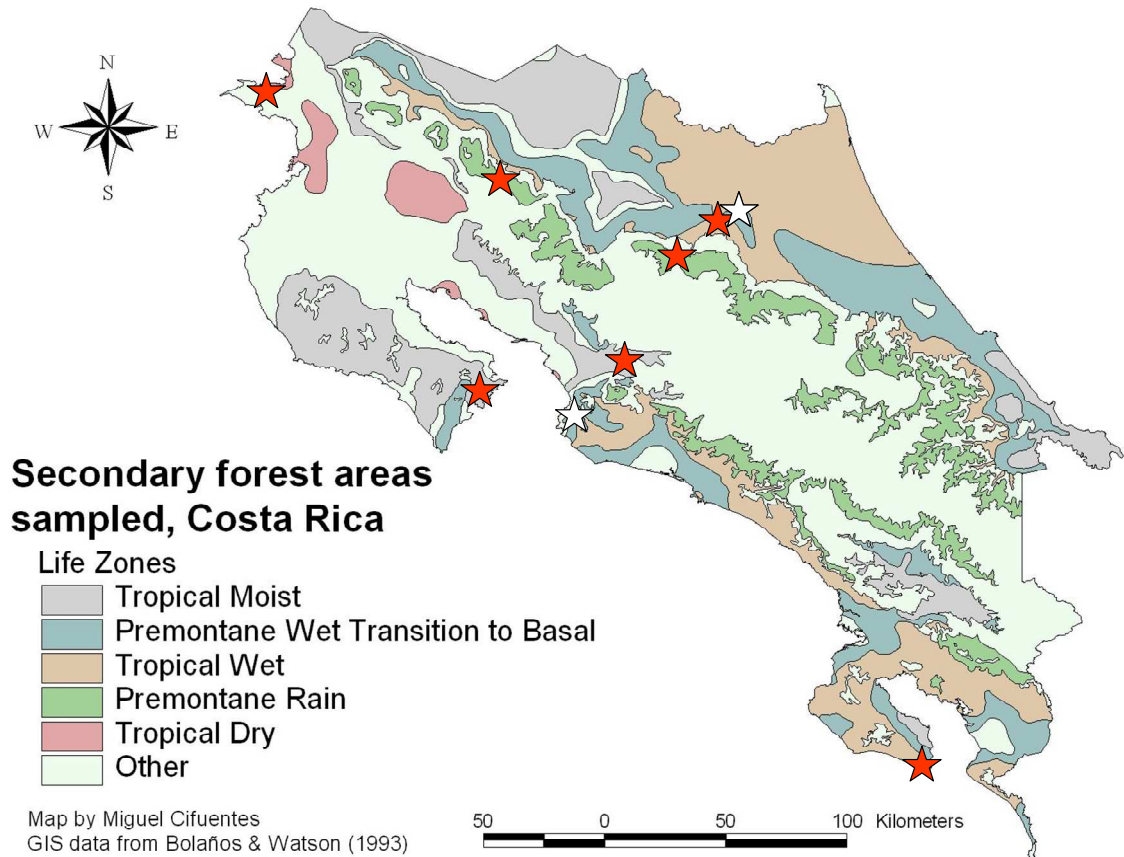 N
W E
S
Secondary forest areas
sampled, Costa Rica
Life Zones
Tropical Moist
Premontane Wet Transition to Basal
Tropical Wet
Premontane Rain
Tropical Dry
Other
Map by Miguel Cifuentes
GIS data from Bolaños & Watson (1993)
50 0 50 100 Kilometers